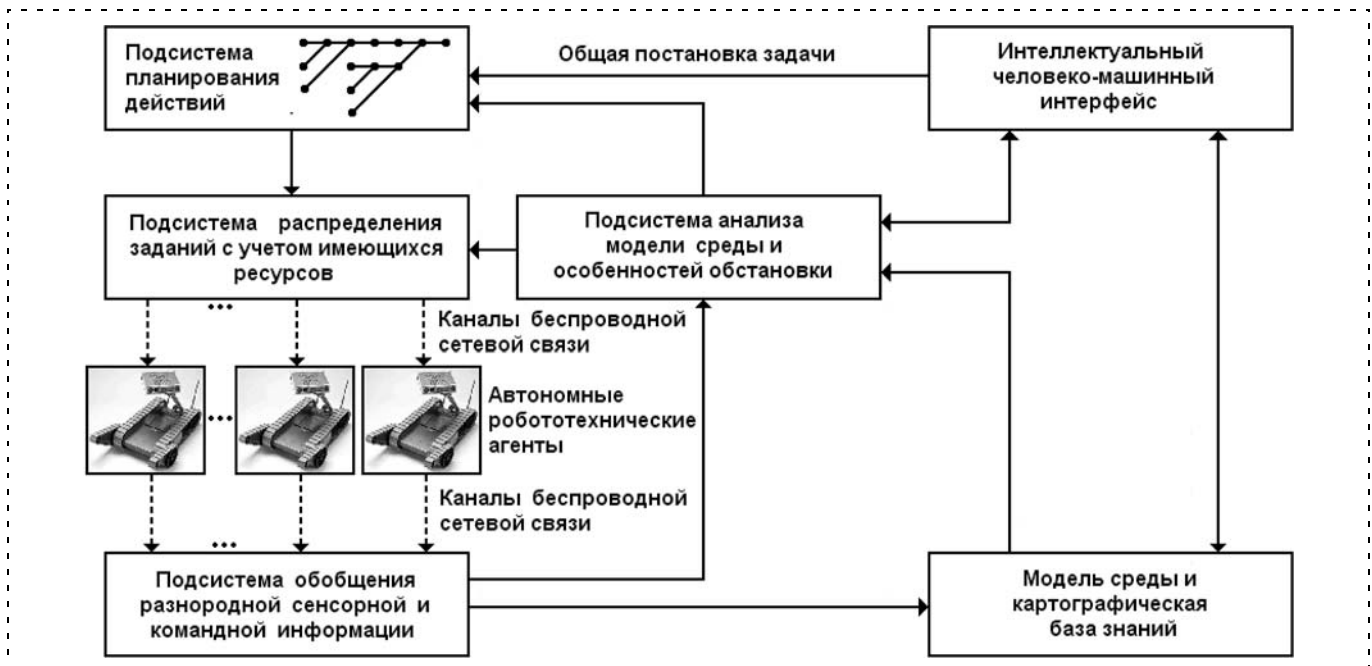 Подсистема
планирования
действий
Общая постановка задачи
Интеллектуальный
человеко-машинный
интерфейс
Подсистема распределения
заданий с учетом имеющихся
ресурсов
Подсистема анализа
модели среды и
особенностей обстановки
...
Каналы беспроводной
сетевой связи
...
Автономные
робототехнические
агенты
Каналы беспроводной
сетевой связи
...
Подсистема обобщения
разнородной сенсорной и
командной информации
Модель среды и
картографическая
база знаний